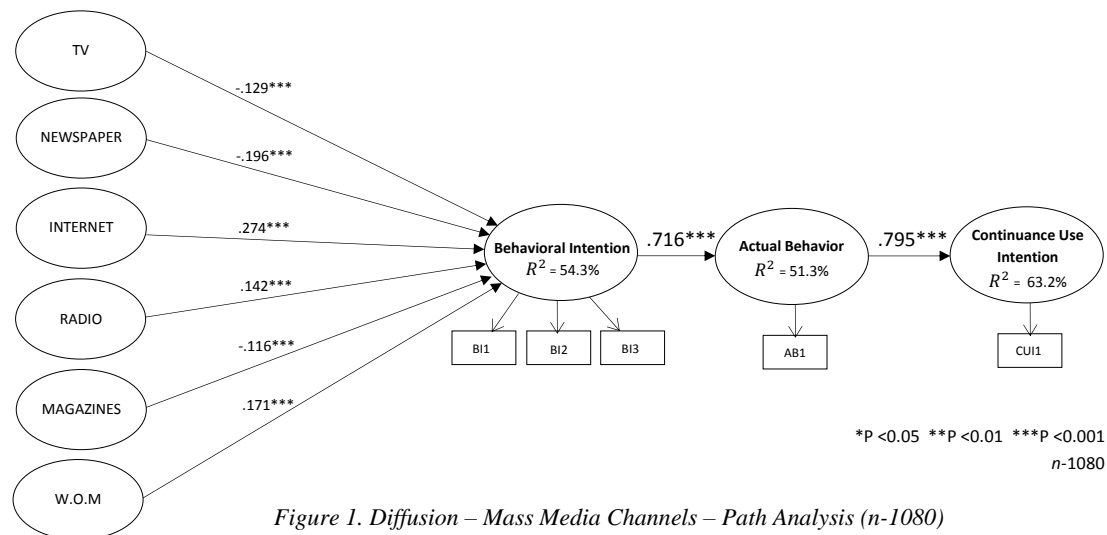 TV
-.129***
NEWSPAPER
-.196***
INTERNET
.274***
Behavioral Intention
R² = 54.3%
.716***
Actual Behavior
R² = 51.3%
.795***
Continuance Use
Intention
R² = 63.2%
RADIO
.142***
BI1
BI2
BI3
AB1
CUI1
-.116***
MAGAZINES
.171***
W.O.M
*P <0.05 **P <0.01 ***P <0.001
n-1080
Figure 1. Diffusion – Mass Media Channels – Path Analysis (n-1080)